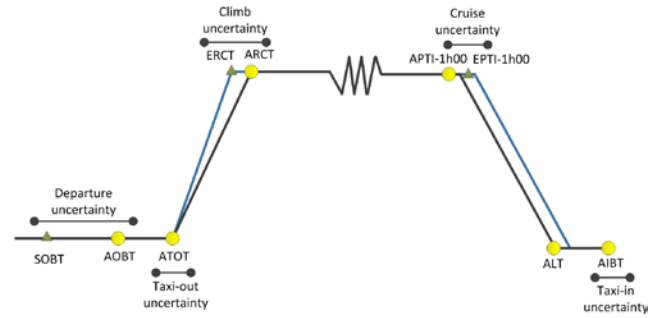 Climb
uncertainty
ERCT ARCT
Cruise
uncertainty
APTI-1h00 EPTI-1h00
Departure
uncertainty
SOBT AOBT ATOT
Taxi-out
uncertainty
ALT AIBT
Taxi-in
uncertainty